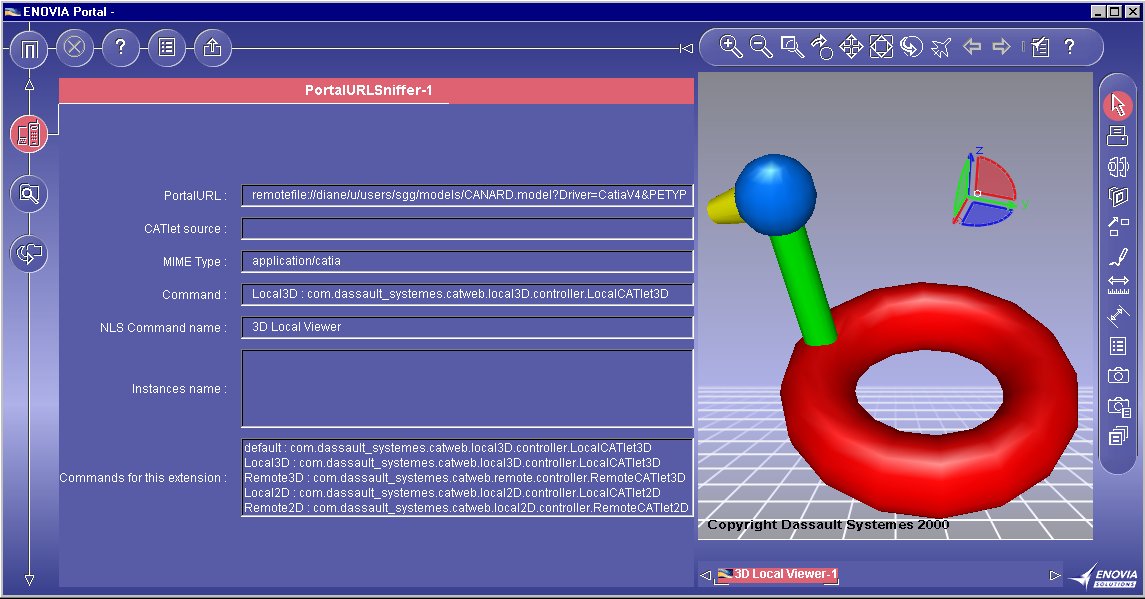 ENOVIA Portal -
PortalURLSniffer-1
PortalURL :
remotefile://diane/u/users/sgg/models/CANARD.model?Driver=CatiaV4&PETYP
CATlet source :
MIME Type :
application/catia
Command :
Local3D : com.dassault_systemes.catweb.local3D.controller.LocalCATlet3D
NLS Command name :
3D Local Viewer
Instances name :
Commands for this extension :
default : com.dassault_systemes.catweb.local3D.controller.LocalCATlet3D
Local3D : com.dassault_systemes.catweb.local3D.controller.LocalCATlet3D
Remote3D : com.dassault_systemes.catweb.remote.controller.RemoteCATlet3D
Local2D : com.dassault_systemes.catweb.local2D.controller.LocalCATlet2D
Remote2D : com.dassault_systemes.catweb.local2D.controller.RemoteCATlet2D
z
y
Copyright Dassault Systemes 2000
3D Local Viewer-1
ENOVIA
SOLUTIONS